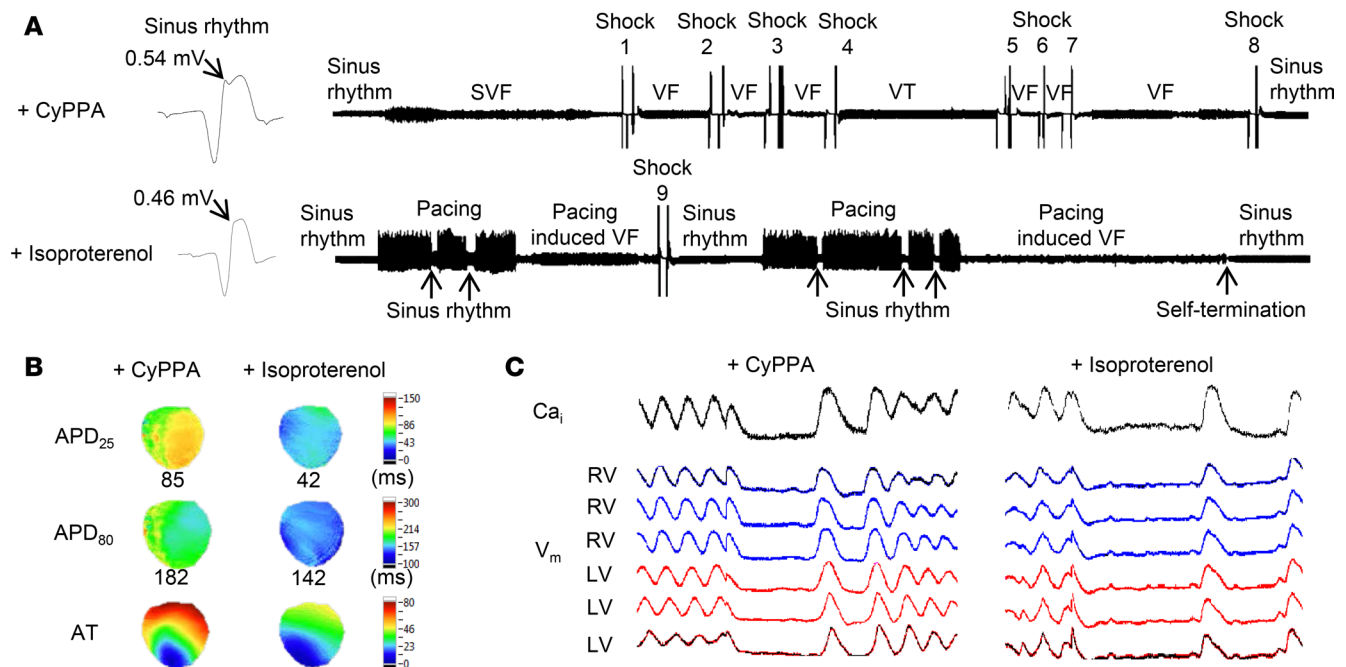 A
Sinus rhythm
0.54 mV
+ CyPPA
Sinus rhythm
SVF
Shock 1
VF
Shock 2
VF
Shock 3
VF
Shock 4
VT
Shock
5 6 7
VF VF
VF
Shock 8
Sinus rhythm
0.46 mV
+ Isoproterenol
Sinus rhythm
Pacing
Sinus rhythm
Pacing induced VF
Shock 9
Sinus rhythm
Pacing
Sinus rhythm
Pacing induced VF
Self-termination
Sinus rhythm
B
+ CyPPA
+ Isoproterenol
APD25
85
42
150
86
43
0
(ms)
APD80
182
142
300
214
157
100
(ms)
AT
80
46
23
0
C
+ CyPPA
+ Isoproterenol
Cai
Vm
RV
RV
RV
LV
LV
LV